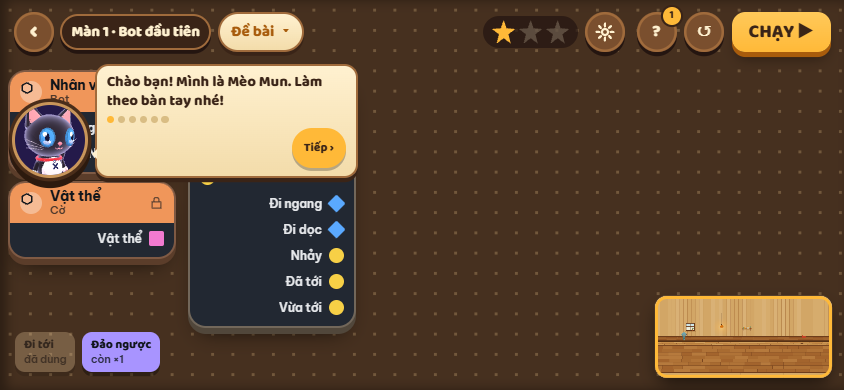 Màn 1 · Bot đầu tiên
Đề bài
1
?
CHẠY
Chào bạn! Mình là Mèo Mun. Làm
theo bàn tay nhé!
Tiếp ›
Vật thể
Cờ
Vật thể
Đi ngang
Đi dọc
Nhảy
Đã tới
Vừa tới
Đi tới
đã dùng
Đảo ngược
còn ×1